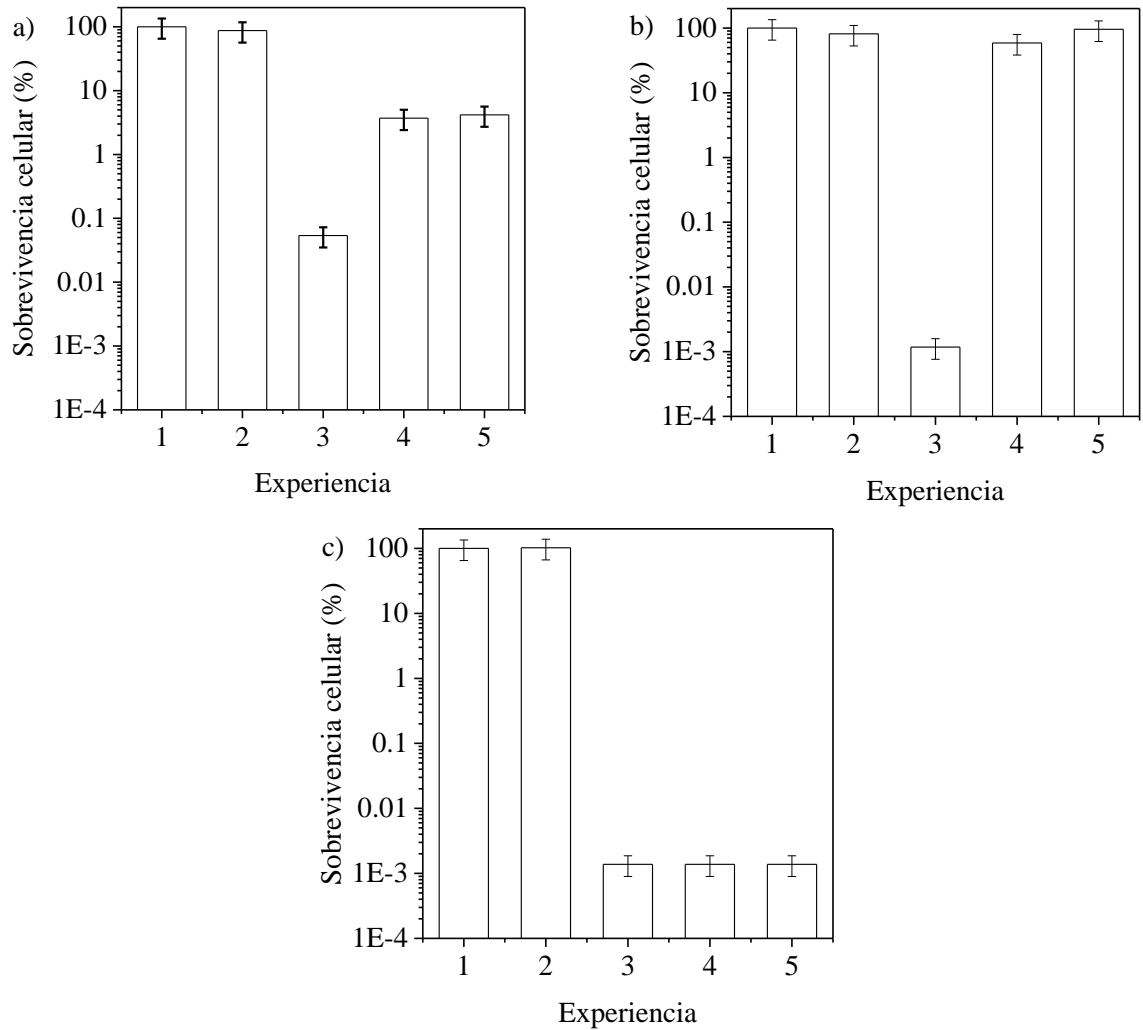 a)
Sobrevivencia celular (%)
100
10
1
0.1
0.01
1E-3
1E-4
1 2 3 4 5
Experiencia
b)
Sobrevivencia celular (%)
100
10
1
0.1
0.01
1E-3
1E-4
1 2 3 4 5
Experiencia
c)
Sobrevivencia celular (%)
100
10
1
0.1
0.01
1E-3
1E-4
1 2 3 4 5
Experiencia